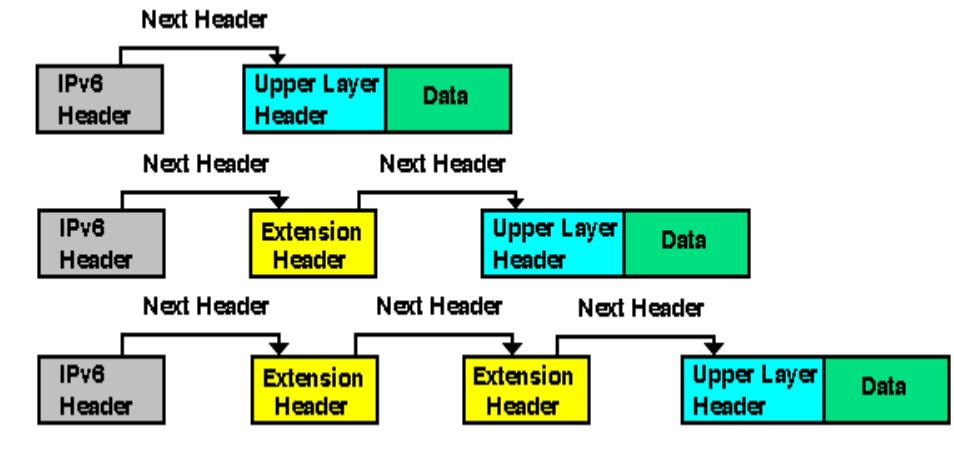 Next Header
IPv6 Upper Layer Data
Header Header
Next Header Next Header
IPv6 Extension Upper Layer Data
Header Header Header
Next Header Next Header Next Header
IPv6 Extension Extension Upper Layer Data
Header Header Header Header